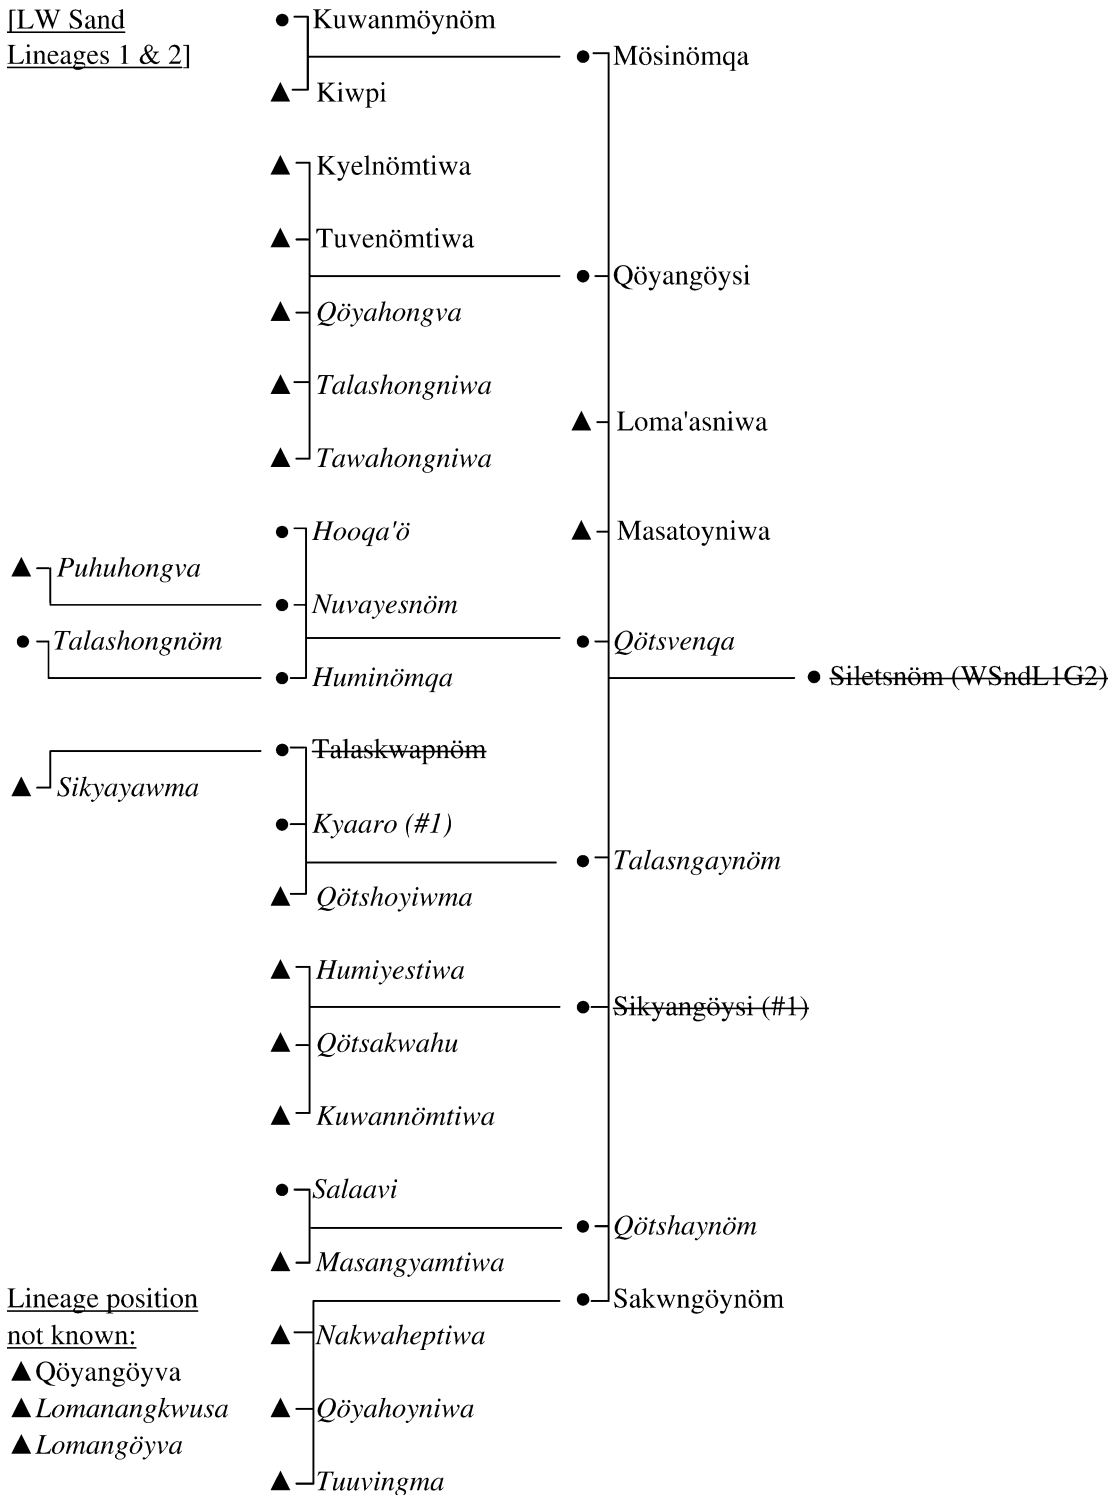 [LW Sand
Lineages 1 & 2]
Kuwanmöynöm
Mösinömqa
Kiwpi
Kyelnömtiwa
Tuvenömtiwa
Qöyangöysi
Qöyahongva
Talashongniwa
Loma'asniwa
Tawahongniwa
Hooqa'ö
Masatoyniwa
Puhuhongva
Nuvayesnöm
Talashongnöm
Qötsvenqa
Huminömqa
Siletsnöm (WSndL1G2)
Talaskwapnöm
Sikyayawma
Kyaaro (#1)
Talasngaynöm
Qötshoyiwma
Humiyestiwa
Sikyangöysi (#1)
Qötsakwahu
Kuwannömtiwa
Salaavi
Qötshaynöm
Masangyamtiwa
Sakwngöynöm
Nakwaheptiwa
Qöyahoyniwa
Tuuvingma
Lineage position
not known:
Qöyangöyva
Lomanangkwusa
Lomangöyva